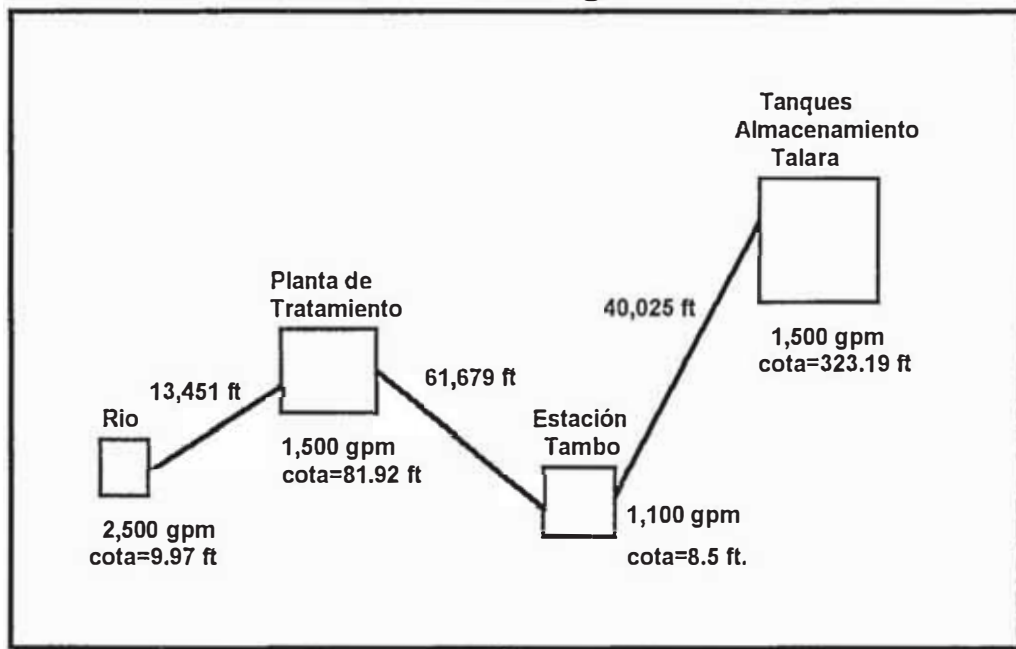 Tanques
Almacenamiento
Talara
Planta de
Tratamiento
40,025 ft
1,500 gpm
cota=323.19 ft
13,451 ft
61,679 ft
Rio
Estación
Tambo
1,500 gpm
cota=81.92 ft
1,100 gpm
2,500 gpm
cota=9.97 ft
cota=8.5 ft.